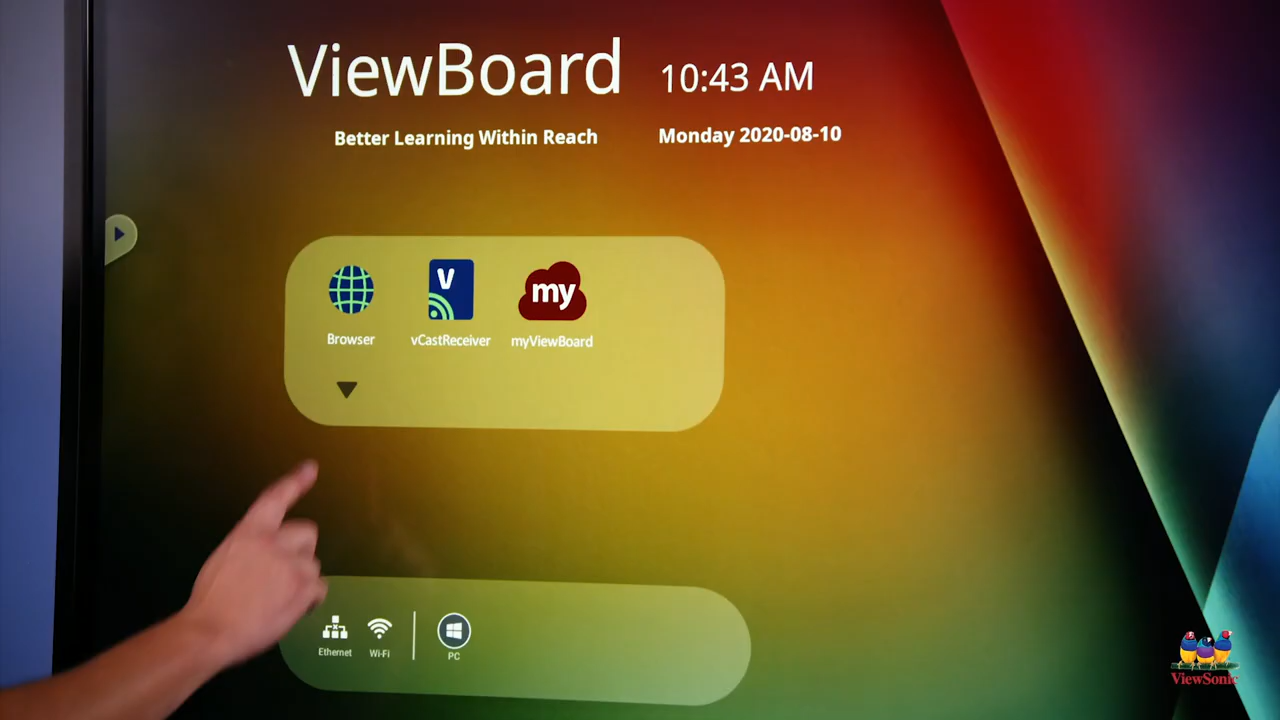 ViewBoard
10:43 AM
Better Learning Within Reach
Monday 2020-08-10
Browser
V
vCastReceiver
my
myViewBoard
Ethernet
Wi-Fi
PC
ViewSonic